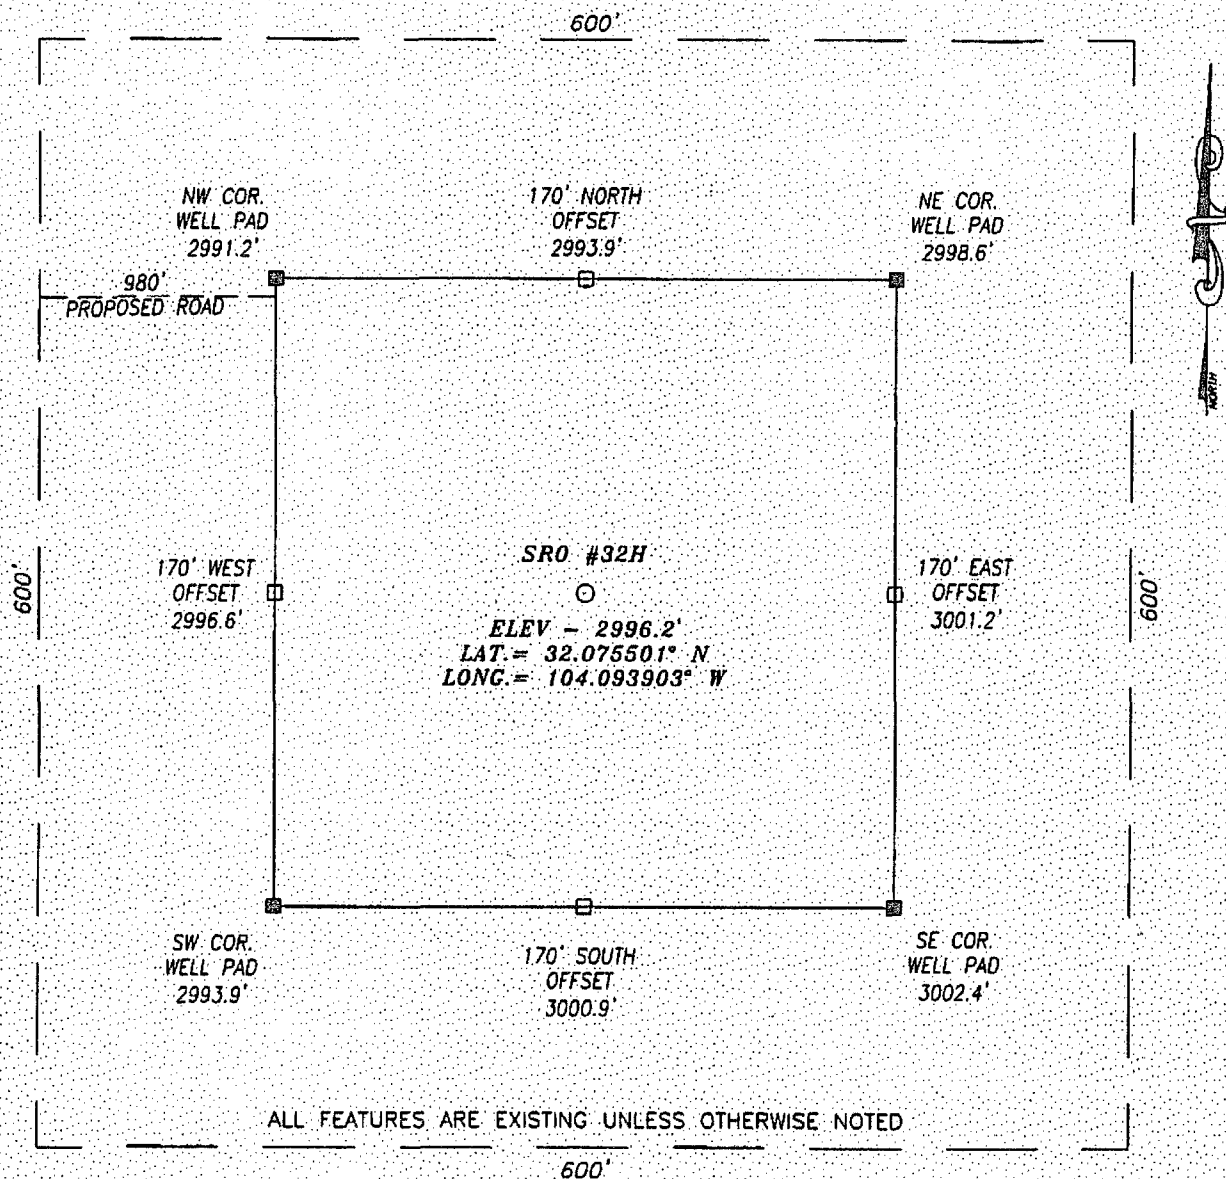 600'
NW COR.
WELL PAD
2991.2'
170' NORTH
OFFSET
2993.9'
NE COR.
WELL PAD
2998.6'
NORTH
980'
PROPOSED ROAD
600'
170' WEST
OFFSET
2996.6'
SRO #32H
ELEV - 2996.2'
LAT.= 32.075501° N
LONG.= 104.093903° W
170' EAST
OFFSET
3001.2'
600'
SW COR.
WELL PAD
2993.9'
170' SOUTH
OFFSET
3000.9'
SE COR.
WELL PAD
3002.4'
ALL FEATURES ARE EXISTING UNLESS OTHERWISE NOTED
600'